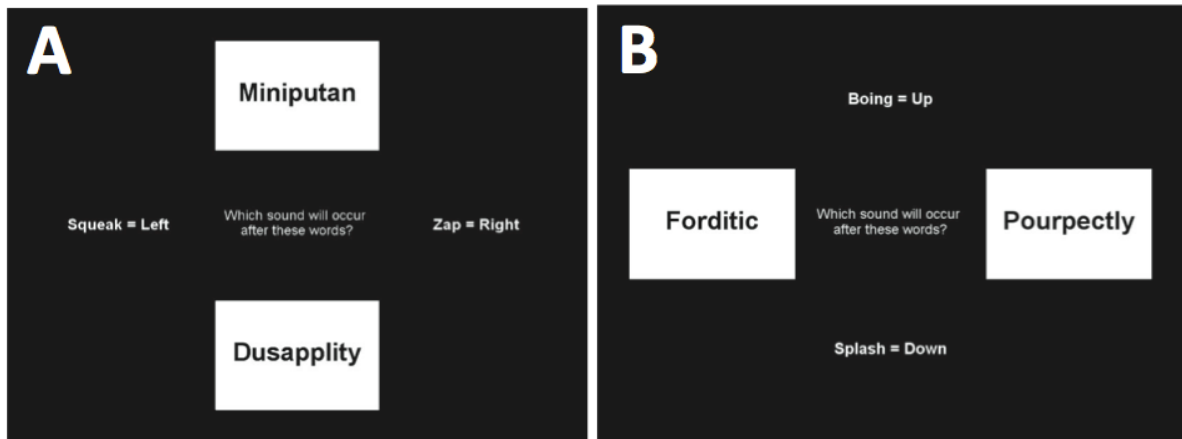 A
Miniputan
Squeak = Left
Which sound will occur
after these words?
Zap = Right
Dusapplity
B
Boing = Up
Forditic
Which sound will occur
after these words?
Pourpectly
Splash = Down